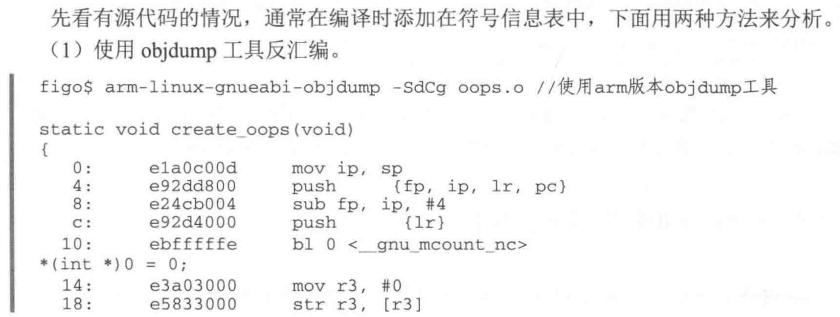 先看有源代码的情况，通常在编译时添加在符号信息表中，下面用两种方法来分析。
（1）使用 objdump 工具反汇编。
figo$ arm-linux-gnueabi-objdump -SdCg oops.o //使用arm版本objdump工具
static void create_oops(void)
{
0: e1a0c00d mov ip, sp
4: e92dd800 push {fp, ip, lr, pc}
8: e24cb004 sub fp, ip, #4
c: e92d4000 push {lr}
10: ebfffffe bl 0 <__gnu_mcount_nc>
*(int *)0 = 0;
14: e3a03000 mov r3, #0
18: e5833000 str r3, [r3]